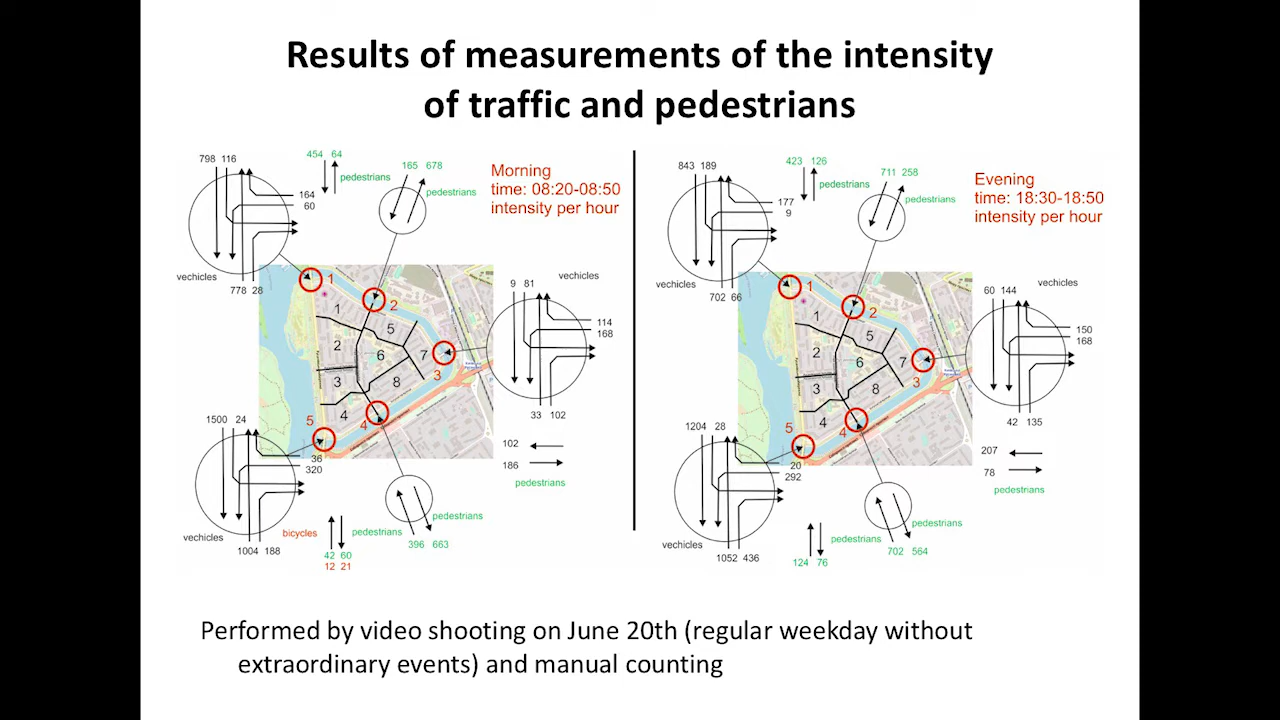 Results of measurements of the intensity
of traffic and pedestrians
798 116
454 64
pedestrians
165 678
pedestrians
Morning
time: 08:20-08:50
intensity per hour
164
60
vechicles
778 28
1
2
1
2
3
4
5
6
7
8
3
4
5
vechicles
9 81
114
168
33 102
1500 24
36
320
vechicles
1004 188
bicycles
pedestrians
42 60
12 21
pedestrians
396 663
102
186
pedestrians
843 189
423 126
pedestrians
711 258
pedestrians
Evening
time: 18:30-18:50
intensity per hour
177
9
vechicles
702 66
1
2
1
2
3
4
5
6
7
8
3
4
5
vechicles
60 144
150
168
42 135
1204 28
20
292
vechicles
1052 436
pedestrians
124 76
pedestrians
702 564
207
78
pedestrians
Performed by video shooting on June 20th (regular weekday without
extraordinary events) and manual counting